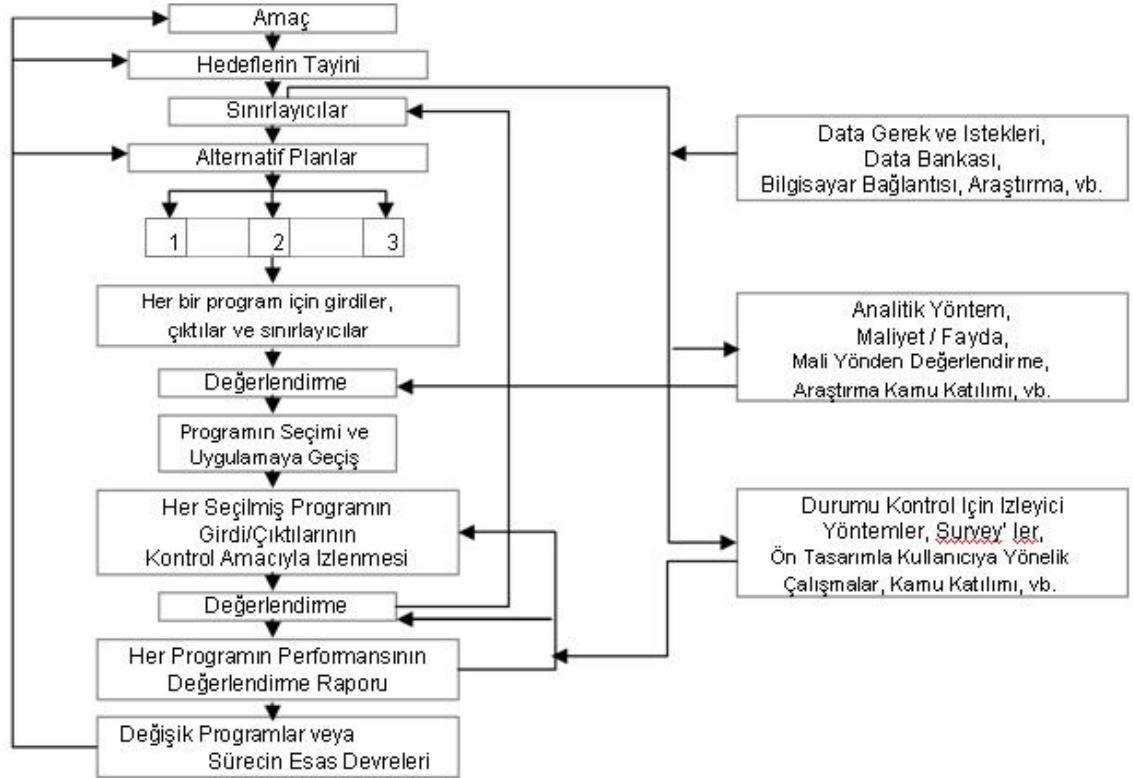 Amaç
Hedeflerin Tayini
Sınırlayıcılar
Alternatif Planlar
1 2 3
Her bir program için girdiler,
çıktılar ve sınırlayıcılar
Değerlendirme
Programın Seçimi ve
Uygulamaya Geçiş
Her Seçilmiş Programın
Girdi/Çıktılarının
Kontrol Amacıyla Izlenmesi
Değerlendirme
Her Programın Performansının
Değerlendirme Raporu
Değişik Programlar veya
Sürecin Esas Devreleri
Data Gerek ve Istekleri,
Data Bankası,
Bilgisayar Bağlantısı, Araştırma, vb.
Analitik Yöntem,
Maliyet / Fayda,
Mali Yönden Değerlendirme,
Araştırma Kamu Katılımı, vb.
Durumu Kontrol Için Izleyici
Yöntemler, Survey' ler,
Ön Tasarımla Kullanıcıya Yönelik
Çalışmalar, Kamu Katılımı, vb.